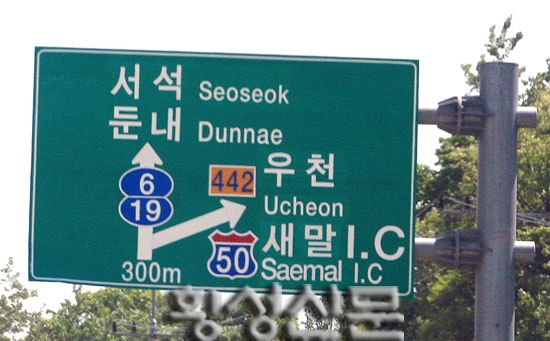 서석 Seoseok
둔내 Dunnae
6
19
442
우천
Ucheon
50
새말 I.C
Saemal I.C
300m
횡성신문